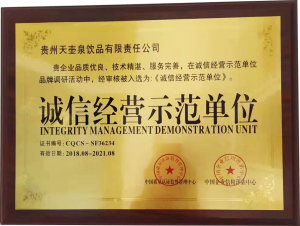 贵州天壶泉饮品有限责任公司
贵企业品质优良、技术精湛、服务完善，在诚信经营示范单位
品牌调研活动中，经审核被入选为:《诚信经营示范单位》。
诚信经营示范单位
INTEGRITY MANAGEMENT DEMONSTRATION UNIT
证书编号: CQCS - SF36234
有效日期: 2018.08-2021.08